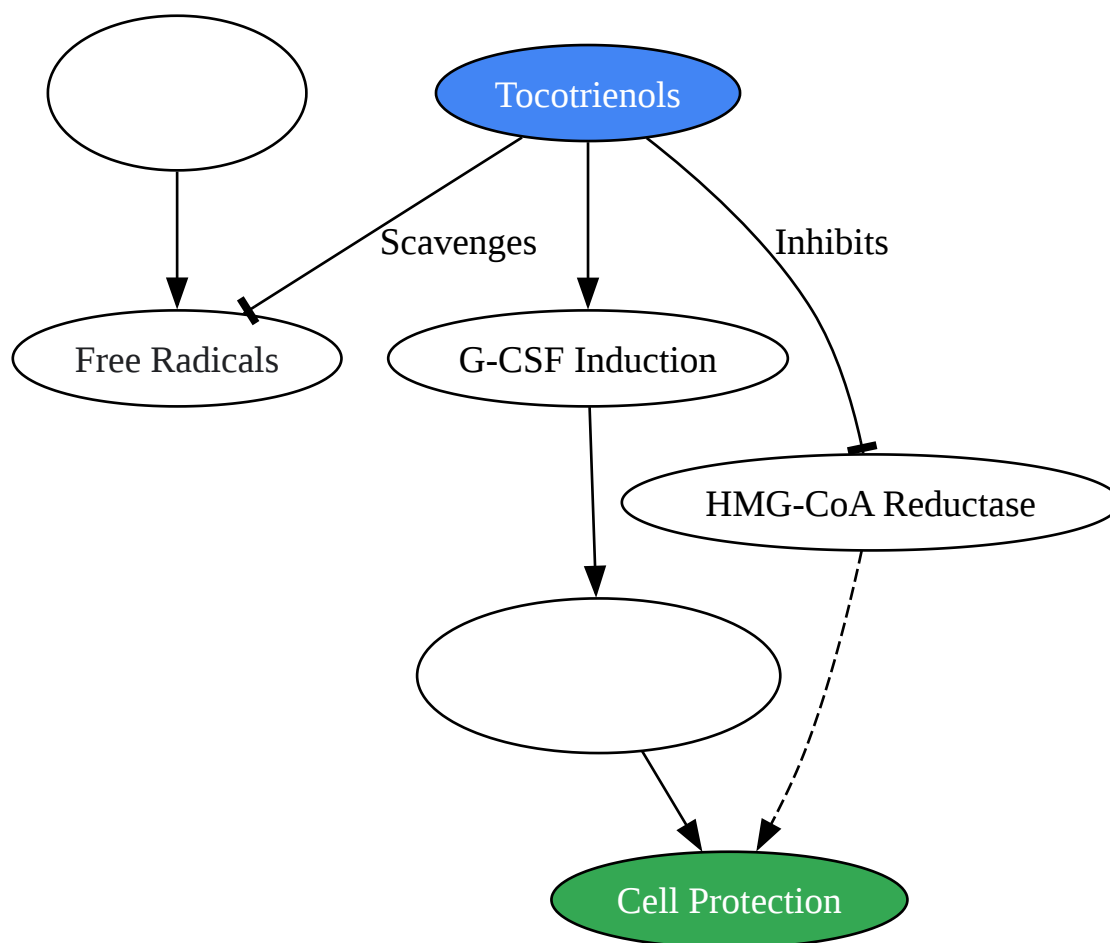 Tocotrienols
Scavenges
Inhibits
Free Radicals
G-CSF Induction
HMG-CoA Reductase
Cell Protection